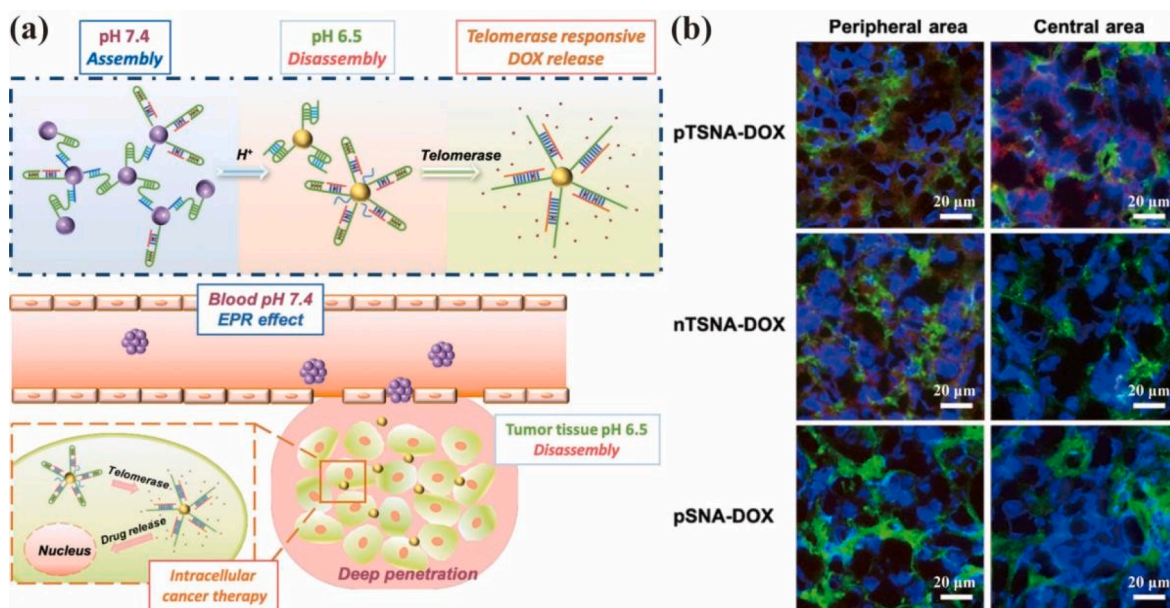 (a)
pH 7.4
Assembly
pH 6.5
Disassembly
Telomerase responsive
DOX release
H⁺
Telomerase
Blood pH 7.4
EPR effect
Tumor tissue pH 6.5
Disassembly
Telomerase
Drug release
Nucleus
Intracellular
cancer therapy
Deep penetration
(b)
Peripheral area
Central area
pTSNA-DOX
20 μm
20 μm
nTSNA-DOX
20 μm
20 μm
pSNA-DOX
20 μm
20 μm